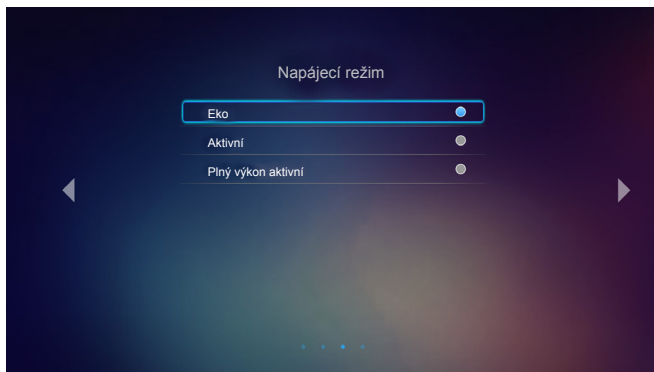 Napájecí režim
Eko
Aktivní
Plný výkon aktivní